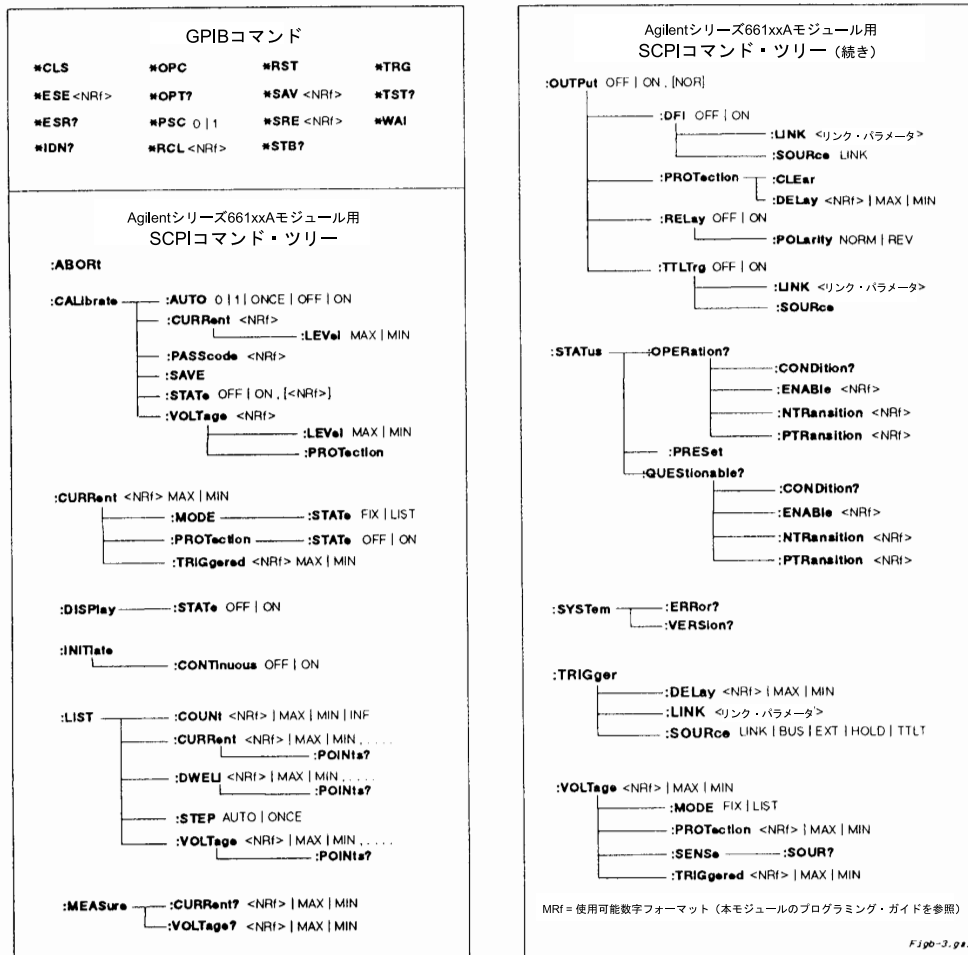 GPIBコマンド
*CLS *OPC *RST *TRG
*ESE <NRf> *OPT? *SAV <NRf> *TST?
*ESR? *PSC 0 | 1 *SRE <NRf> *WAI
*IDN? *RCL <NRf> *STB?
Agilentシリーズ661xxAモジュール用
SCPIコマンド・ツリー
:ABORt
:CALibrate :AUTO 0 | 1 | ONCE | OFF | ON
:CURRent <NRf>
:LEVel MAX | MIN
:PASScode <NRf>
:SAVE
:STATe OFF | ON , [<NRf>]
:VOLTage <NRf>
:LEVel MAX | MIN
:PROTection
:CURRent <NRf> MAX | MIN
:MODE :STATe FIX | LIST
:PROTection :STATe OFF | ON
:TRIGgered <NRf> MAX | MIN
:DISPlay :STATe OFF | ON
:INITiate
:CONTinuous OFF | ON
:LIST :COUNt <NRf> | MAX | MIN | INF
:CURRent <NRf> | MAX | MIN , . . . .
:POINts?
:DWELl <NRf> | MAX | MIN , . . . .
:POINts?
:STEP AUTO | ONCE
:VOLTage <NRf> | MAX | MIN , . . . .
:POINts?
:MEASure :CURRent? <NRf> | MAX | MIN
:VOLTage? <NRf> | MAX | MIN
Agilentシリーズ661xxAモジュール用
SCPIコマンド・ツリー (続き)
:OUTPut OFF | ON , [NOR]
:DFI OFF | ON
:LINK <リンク・パラメータ>
:SOURce LINK
:PROTection :CLEar
:DELay <NRf> | MAX | MIN
:RELay OFF | ON
:POLarity NORM | REV
:TTLTrg OFF | ON
:LINK <リンク・パラメータ>
:SOURce
:STATus :OPERation?
:CONDition?
:ENABle <NRf>
:NTRansition <NRf>
:PTRansition <NRf>
:PRESet
:QUEStionable?
:CONDition?
:ENABle <NRf>
:NTRansition <NRf>
:PTRansition <NRf>
:SYSTem :ERRor?
:VERSion?
:TRIGger
:DELay <NRf> | MAX | MIN
:LINK <リンク・パラメータ>
:SOURce LINK | BUS | EXT | HOLD | TTLT
:VOLTage <NRf> | MAX | MIN
:MODE FIX | LIST
:PROTection <NRf> | MAX | MIN
:SENSe :SOUR?
:TRIGgered <NRf> | MAX | MIN
MRf = 使用可能数字フォーマット (本モジュールのプログラミング・ガイドを参照)